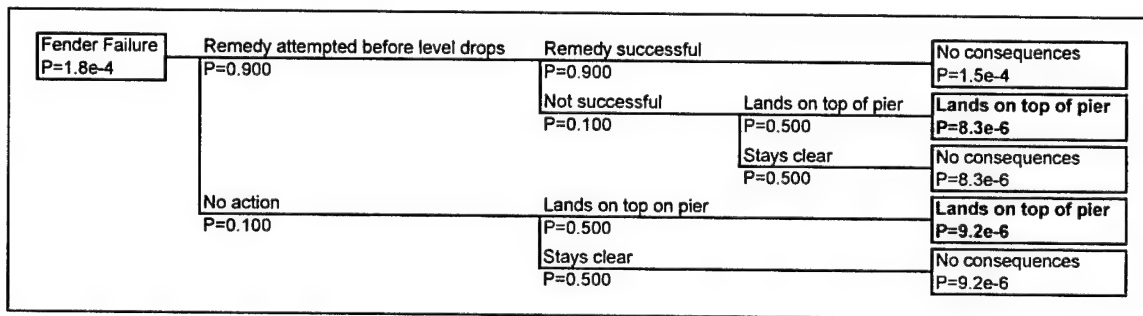 Fender Failure
P=1.8e-4
Remedy attempted before level drops
P=0.900
Remedy successful
P=0.900
No consequences
P=1.5e-4
Not successful
P=0.100
Lands on top of pier
P=0.500
Lands on top of pier
P=8.3e-6
Stays clear
P=0.500
No consequences
P=8.3e-6
No action
P=0.100
Lands on top on pier
P=0.500
Lands on top of pier
P=9.2e-6
Stays clear
P=0.500
No consequences
P=9.2e-6